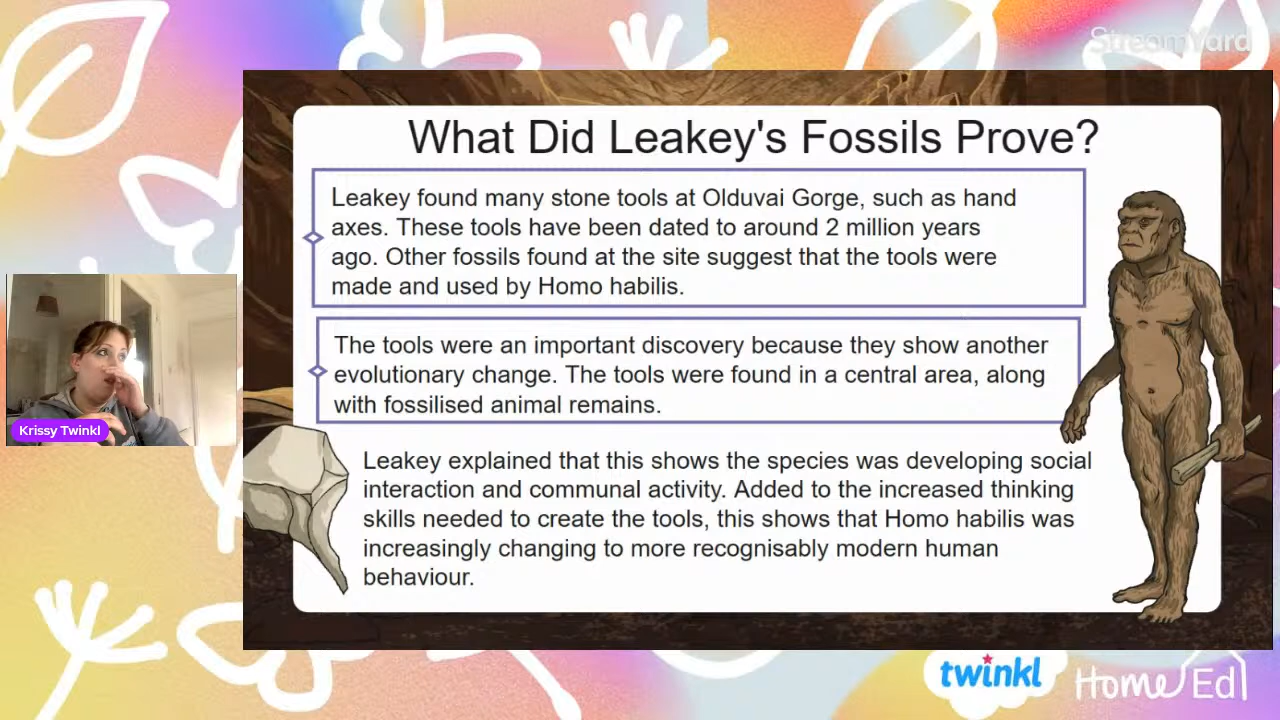 StreamYard
What Did Leakey's Fossils Prove?
Leakey found many stone tools at Olduvai Gorge, such as hand
axes. These tools have been dated to around 2 million years
ago. Other fossils found at the site suggest that the tools were
made and used by Homo habilis.
The tools were an important discovery because they show another
evolutionary change. The tools were found in a central area, along
with fossilised animal remains.
Krissy Twinkl
Leakey explained that this shows the species was developing social
interaction and communal activity. Added to the increased thinking
skills needed to create the tools, this shows that Homo habilis was
increasingly changing to more recognisably modern human
behaviour.
twinkl HomeEd